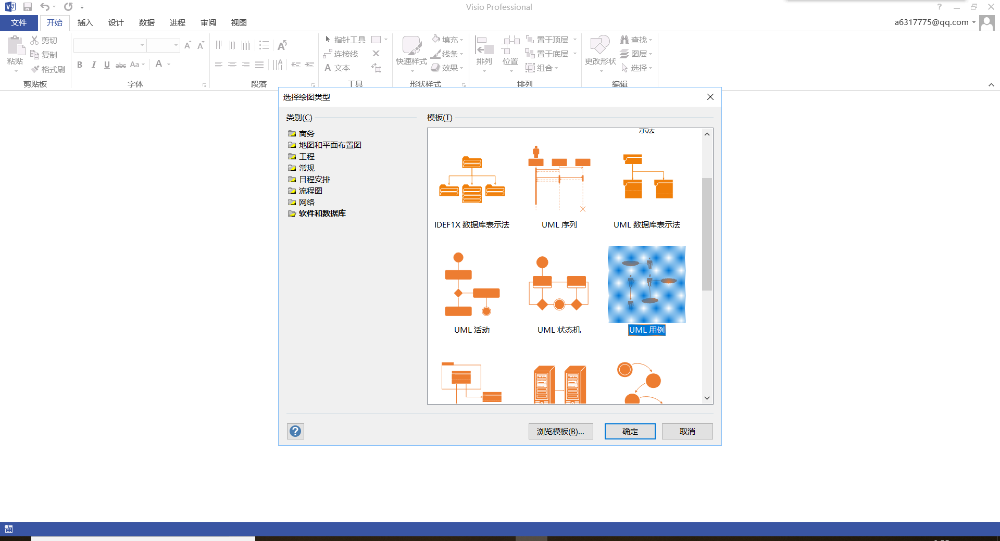 Visio Professional
文件 开始 插入 设计 数据 进程 审阅 视图 a6317775@qq.com
粘贴 剪切 复制 格式刷
剪贴板
B I U abc Aa A
字体
段落
指针工具
连接线
A 文本
工具
快速样式 填充 线条 效果
形状样式
排列 位置 置于顶层 置于底层 组合
排列
更改形状 查找 图层 选择
编辑
选择绘图类型
类别(C)
商务
地图和平面布置图
工程
常规
日程安排
流程图
网络
软件和数据库
模板(T)
示法
IDEF1X 数据库表示法 UML 序列 UML 数据库表示法
UML 活动 UML 状态机 UML 用例
浏览模板(B)... 确定 取消